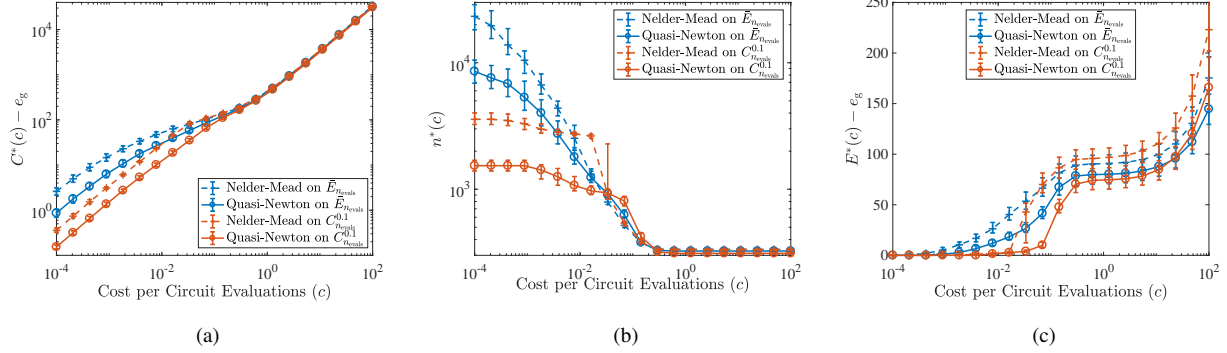 10^4
10^2
10^0
C*(c) − e_g
Nelder-Mead on Ē_{n_evals}
Quasi-Newton on Ē_{n_evals}
Nelder-Mead on C^{0.1}_{n_evals}
Quasi-Newton on C^{0.1}_{n_evals}
10^{-4} 10^{-2} 10^0 10^2
Cost per Circuit Evaluations (c)
(a)
Nelder-Mead on Ē_{n_evals}
Quasi-Newton on Ē_{n_evals}
Nelder-Mead on C^{0.1}_{n_evals}
Quasi-Newton on C^{0.1}_{n_evals}
10^4
10^3
n*(c)
10^{-4} 10^{-2} 10^0 10^2
Cost per Circuit Evaluations (c)
(b)
Nelder-Mead on Ē_{n_evals}
Quasi-Newton on Ē_{n_evals}
Nelder-Mead on C^{0.1}_{n_evals}
Quasi-Newton on C^{0.1}_{n_evals}
250
200
150
100
50
0
E*(c) − e_g
10^{-4} 10^{-2} 10^0 10^2
Cost per Circuit Evaluations (c)
(c)